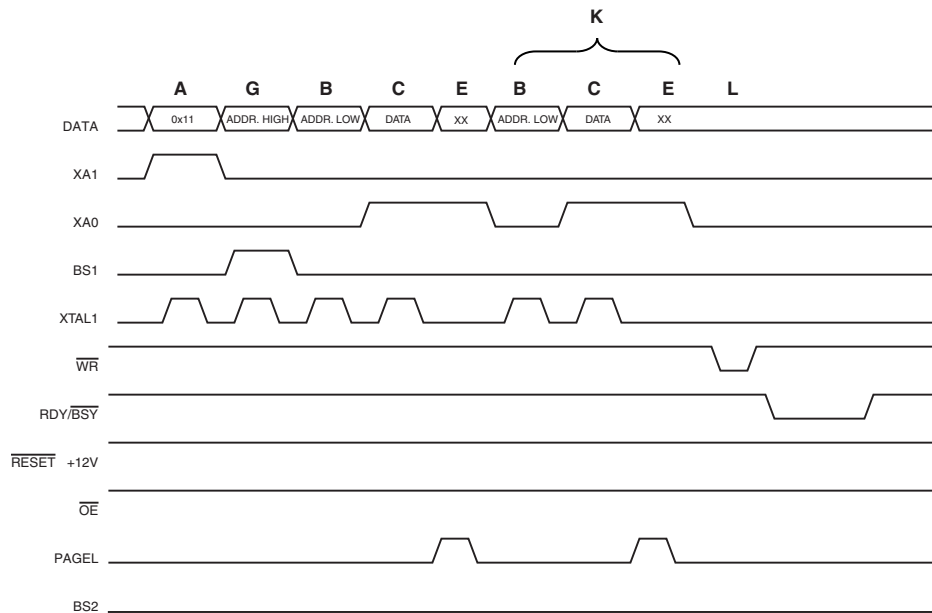 K
A G B C E B C E L
DATA 0x11 ADDR. HIGH ADDR. LOW DATA XX ADDR. LOW DATA XX
XA1
XA0
BS1
XTAL1
WR
RDY/BSY
RESET +12V
OE
PAGEL
BS2